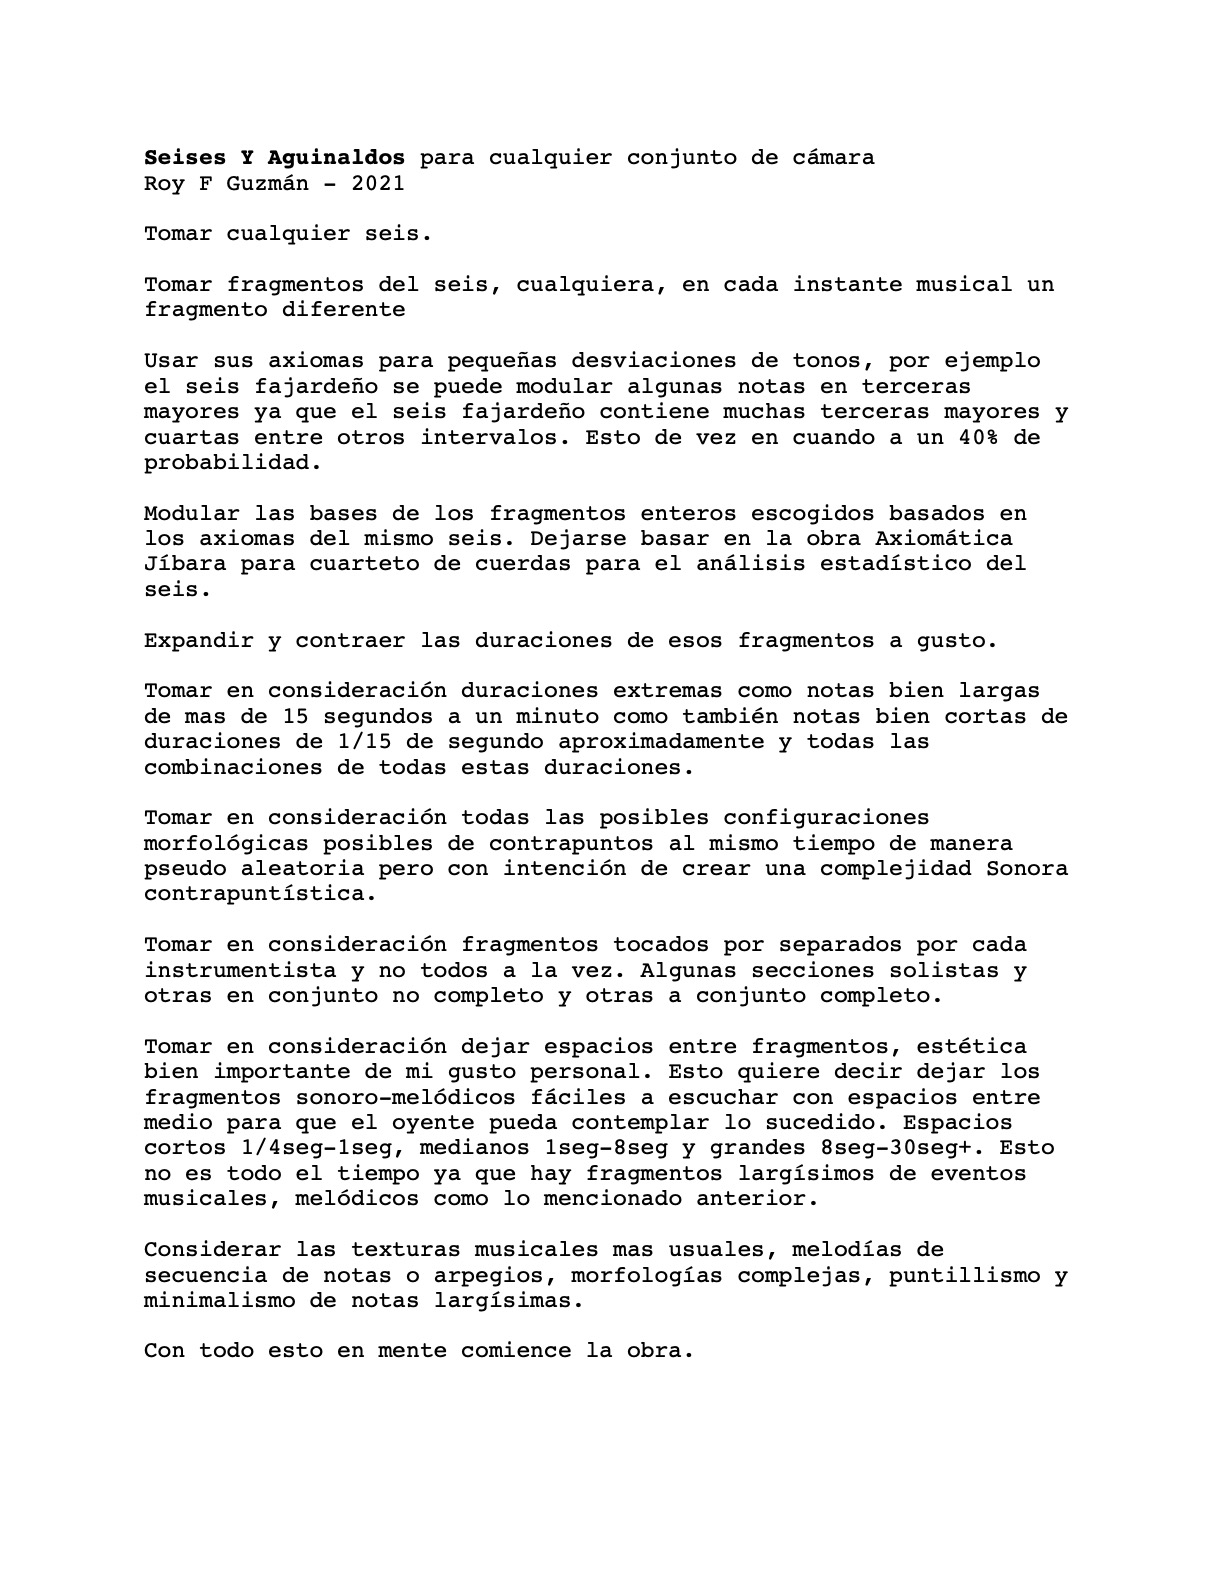 Seises Y Aguinaldos para cualquier conjunto de cámara
Roy F Guzmán - 2021
Tomar cualquier seis.
Tomar fragmentos del seis, cualquiera, en cada instante musical un
fragmento diferente
Usar sus axiomas para pequeñas desviaciones de tonos, por ejemplo
el seis fajardeño se puede modular algunas notas en terceras
mayores ya que el seis fajardeño contiene muchas terceras mayores y
cuartas entre otros intervalos. Esto de vez en cuando a un 40% de
probabilidad.
Modular las bases de los fragmentos enteros escogidos basados en
los axiomas del mismo seis. Dejarse basar en la obra Axiomática
Jíbara para cuarteto de cuerdas para el análisis estadístico del
seis.
Expandir y contraer las duraciones de esos fragmentos a gusto.
Tomar en consideración duraciones extremas como notas bien largas
de mas de 15 segundos a un minuto como también notas bien cortas de
duraciones de 1/15 de segundo aproximadamente y todas las
combinaciones de todas estas duraciones.
Tomar en consideración todas las posibles configuraciones
morfológicas posibles de contrapuntos al mismo tiempo de manera
pseudo aleatoria pero con intención de crear una complejidad Sonora
contrapuntística.
Tomar en consideración fragmentos tocados por separados por cada
instrumentista y no todos a la vez. Algunas secciones solistas y
otras en conjunto no completo y otras a conjunto completo.
Tomar en consideración dejar espacios entre fragmentos, estética
bien importante de mi gusto personal. Esto quiere decir dejar los
fragmentos sonoro-melódicos fáciles a escuchar con espacios entre
medio para que el oyente pueda contemplar lo sucedido. Espacios
cortos 1/4seg-1seg, medianos 1seg-8seg y grandes 8seg-30seg+. Esto
no es todo el tiempo ya que hay fragmentos largísimos de eventos
musicales, melódicos como lo mencionado anterior.
Considerar las texturas musicales mas usuales, melodías de
secuencia de notas o arpegios, morfologías complejas, puntillismo y
minimalismo de notas largísimas.
Con todo esto en mente comience la obra.